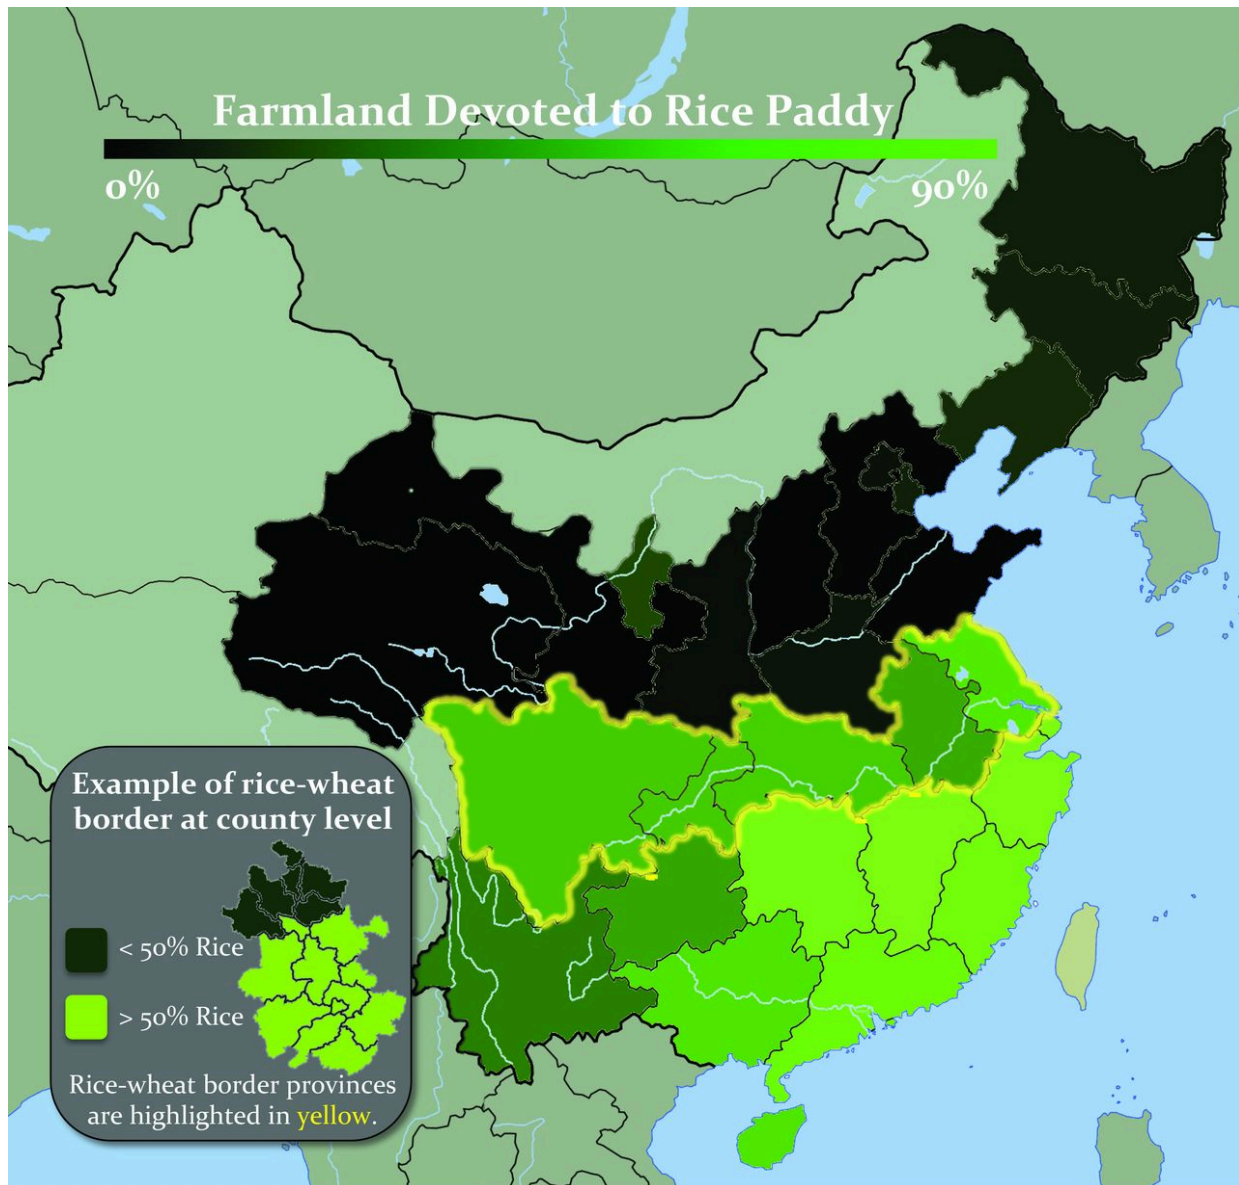 Farmland Devoted to Rice Paddy
0%
90%
Example of rice-wheat
border at county level
< 50% Rice
> 50% Rice
Rice-wheat border provinces
are highlighted in yellow.